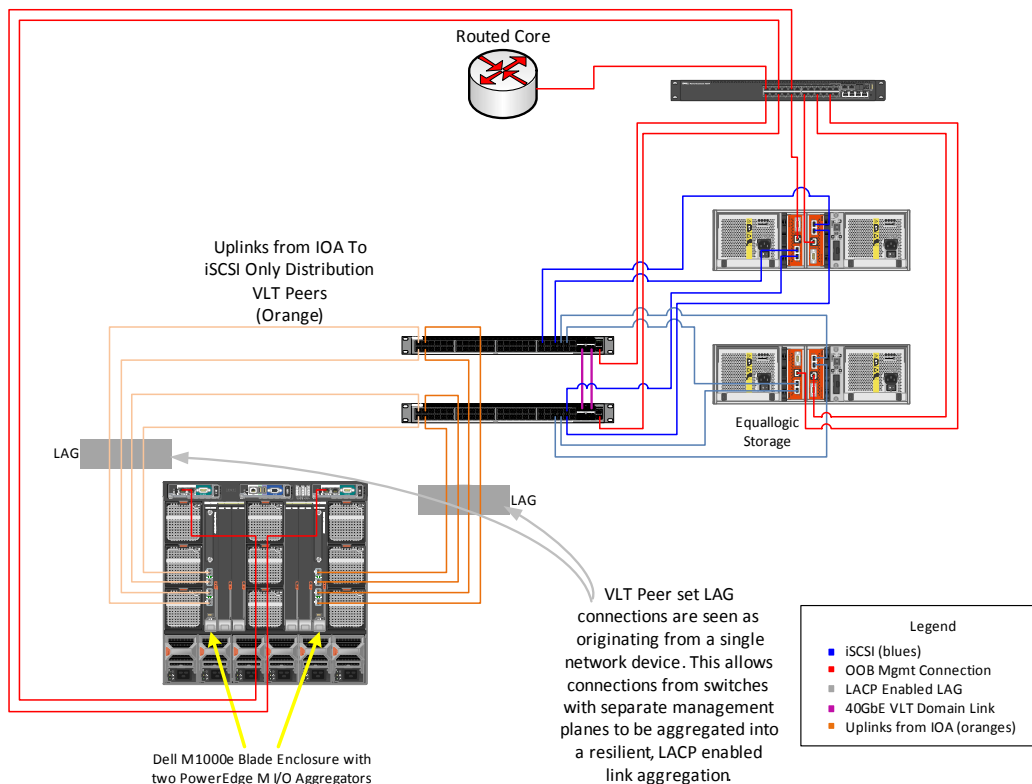 Routed Core
Uplinks from IOA To
iSCSI Only Distribution
VLT Peers
(Orange)
Equallogic
Storage
LAG
LAG
VLT Peer set LAG
connections are seen as
originating from a single
network device. This allows
connections from switches
with separate management
planes to be aggregated into
a resilient, LACP enabled
link aggregation.
Legend
iSCSI (blues)
OOB Mgmt Connection
LACP Enabled LAG
40GbE VLT Domain Link
Uplinks from IOA (oranges)
Dell M1000e Blade Enclosure with
two PowerEdge M I/O Aggregators